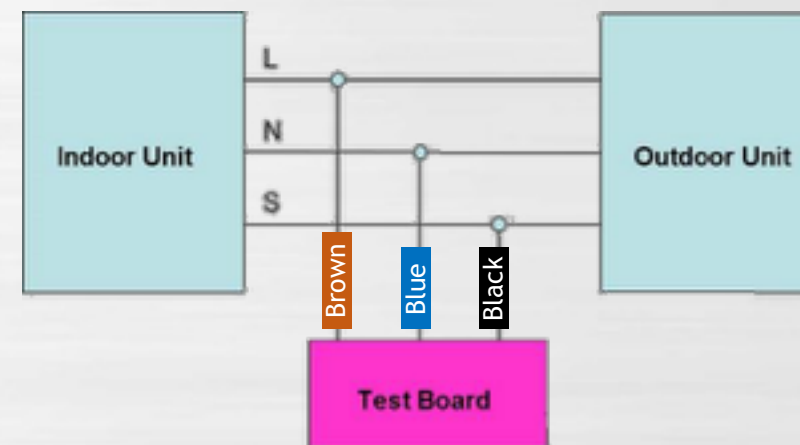 L
N
Indoor Unit
Outdoor Unit
S
Brown
Blue
Black
Test Board